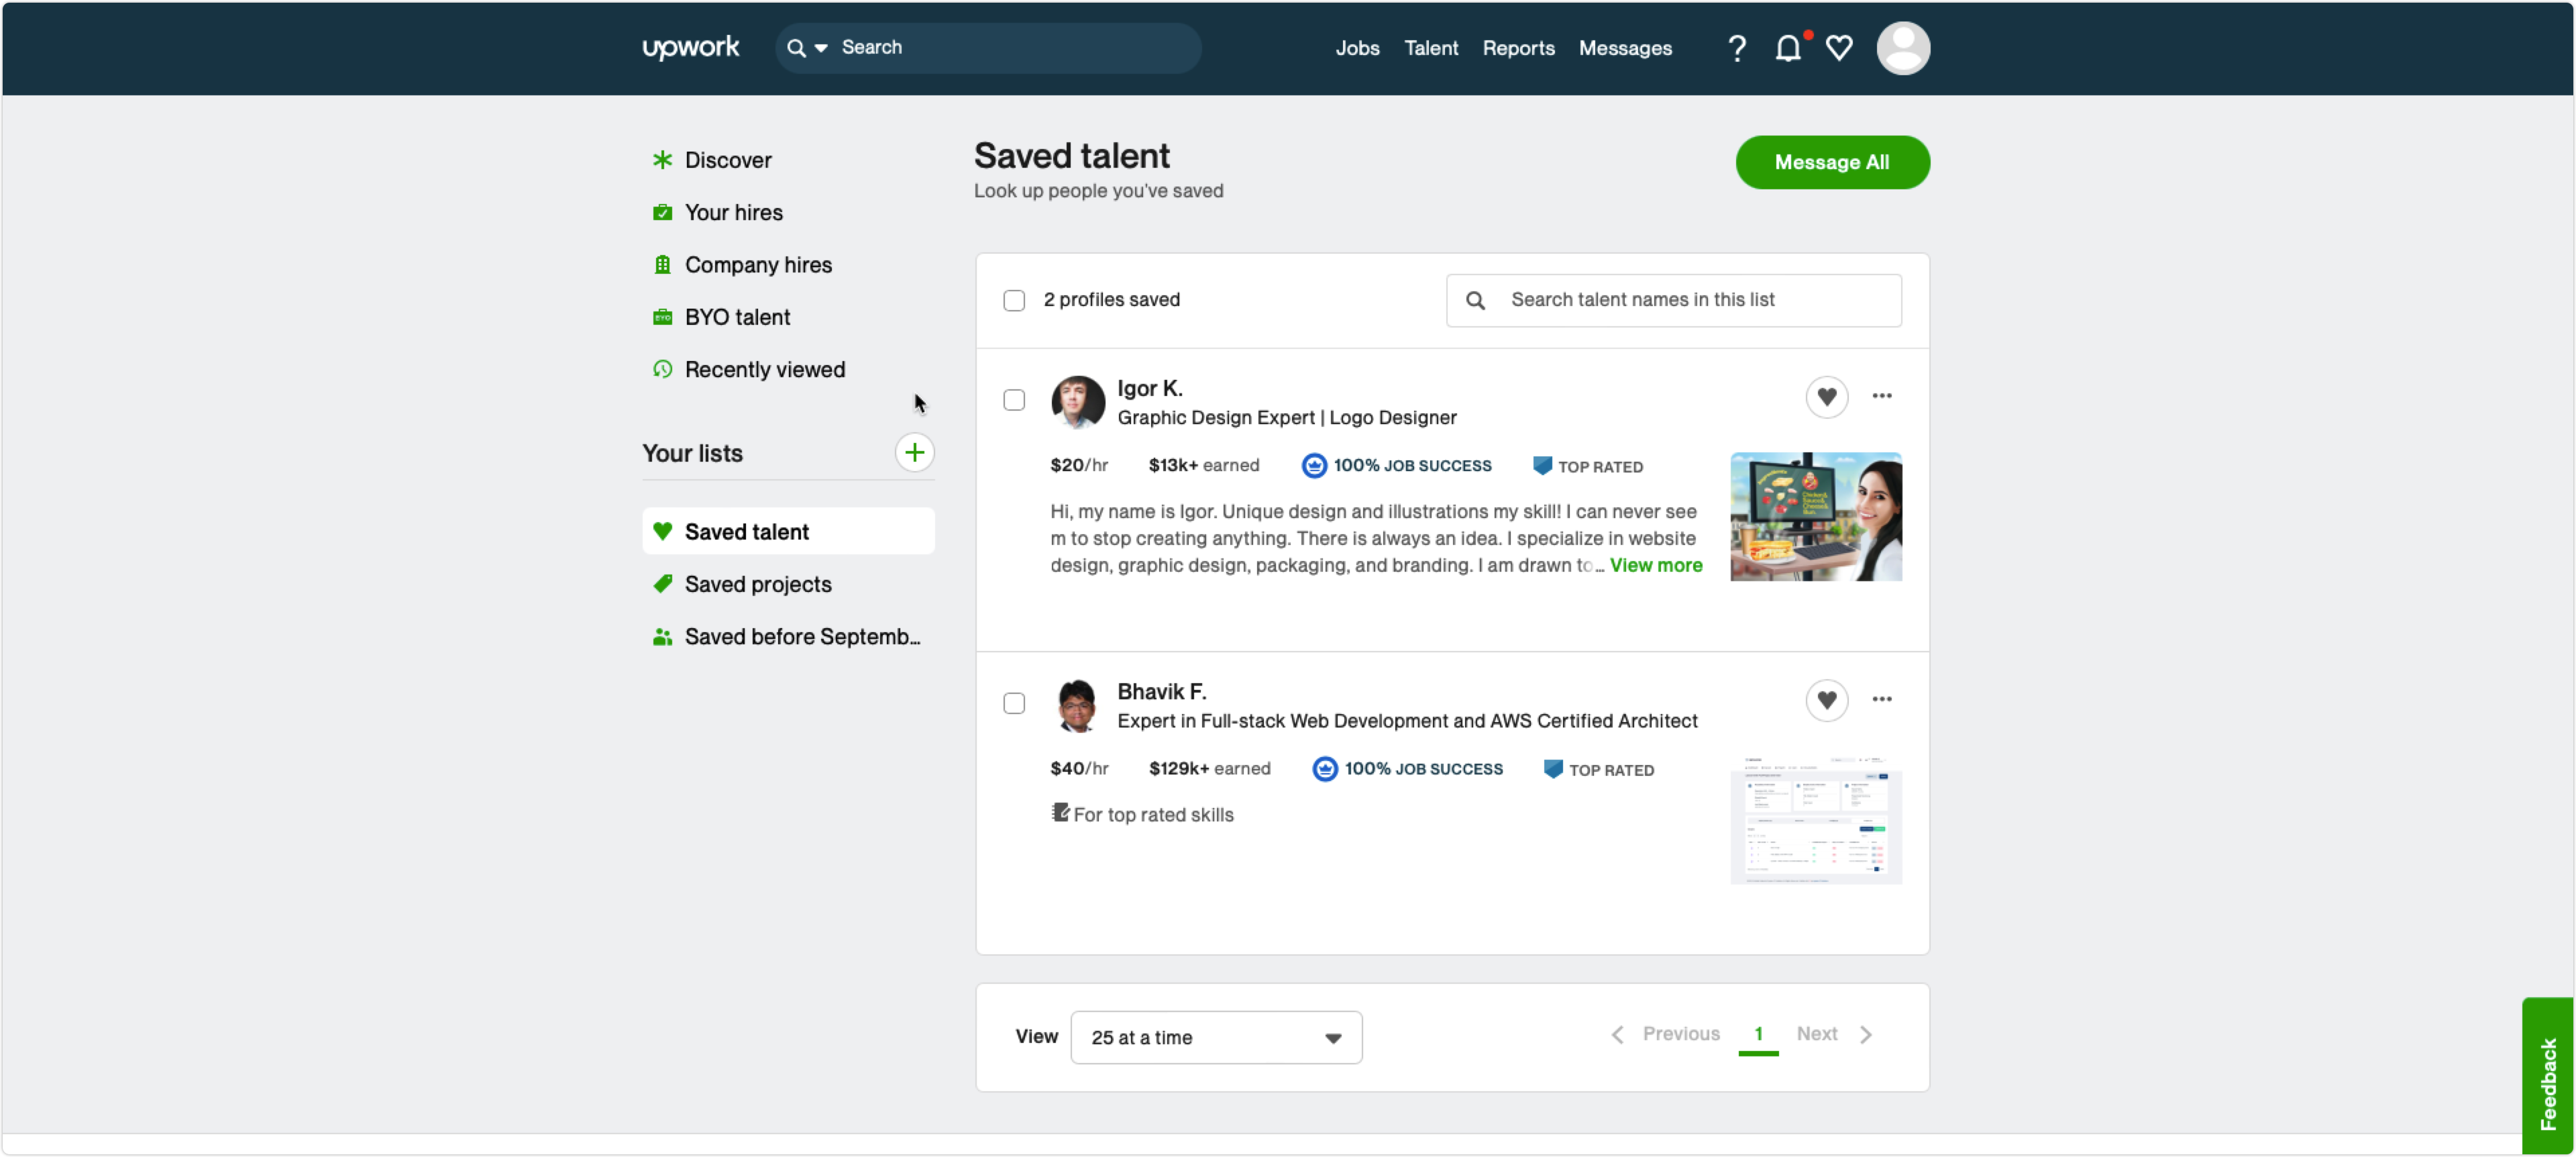 upwork
Search
Jobs
Talent
Reports
Messages
Discover
Your hires
Company hires
BYO talent
Recently viewed
Your lists
Saved talent
Saved projects
Saved before Septemb...
Saved talent
Look up people you've saved
Message All
2 profiles saved
Search talent names in this list
Igor K.
Graphic Design Expert | Logo Designer
$20/hr
$13k+ earned
100% JOB SUCCESS
TOP RATED
Hi, my name is Igor. Unique design and illustrations my skill! I can never see
m to stop creating anything. There is always an idea. I specialize in website
design, graphic design, packaging, and branding. I am drawn to... View more
Bhavik F.
Expert in Full-stack Web Development and AWS Certified Architect
$40/hr
$129k+ earned
100% JOB SUCCESS
TOP RATED
For top rated skills
View
25 at a time
Previous
1
Next
Feedback